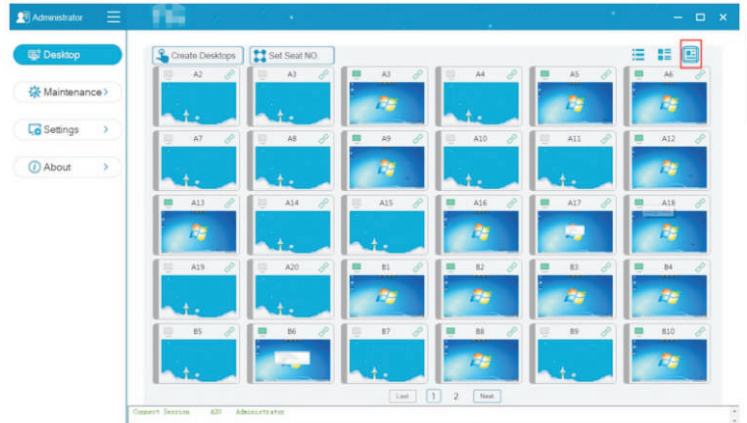 Administrator
Desktop
Maintenance >
Settings >
About >
Create Desktops Set Seat NO.
A2 A3 A3 A4 A5 A6
A7 A8 A9 A10 A11 A12
A13 A14 A15 A16 A17 A18
A19 A20 B1 B2 B3 B4
B5 B6 B7 B8 B9 B10
Last 1 2 Next
Connect Session A20 Administrator